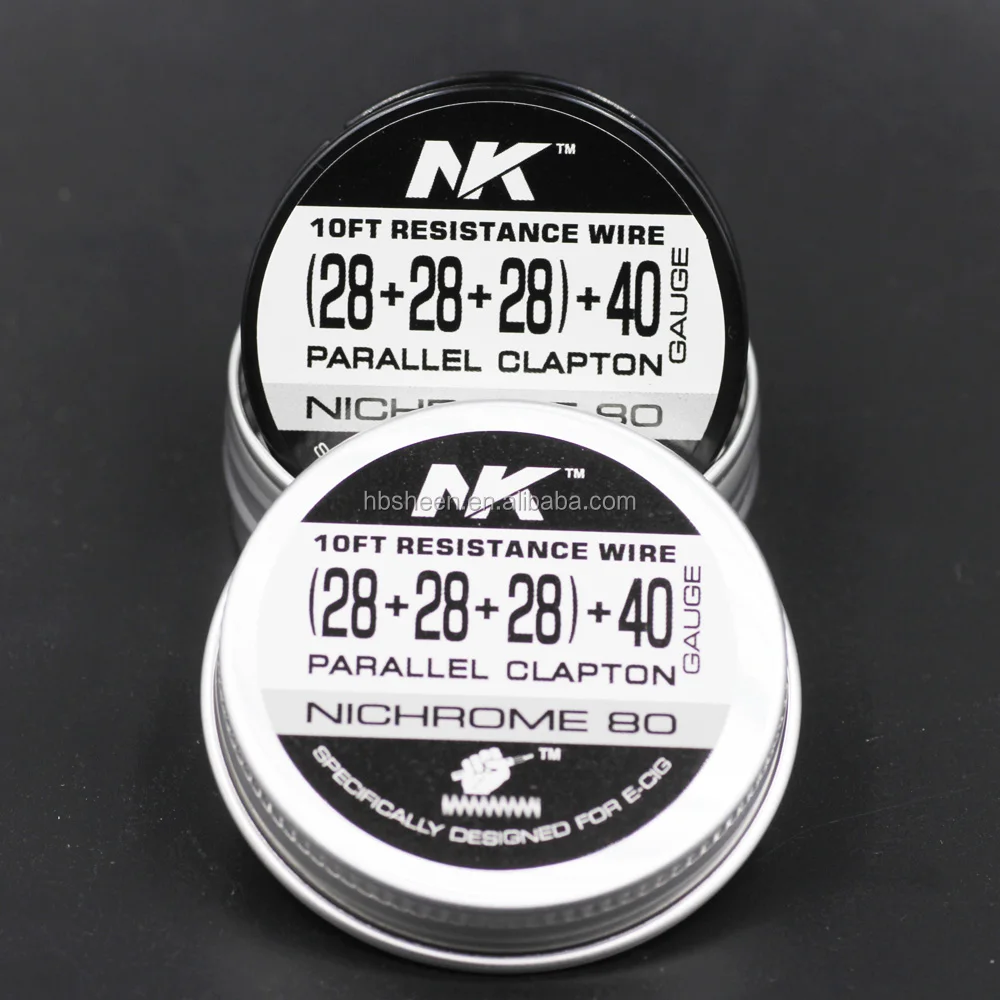 NK™
10FT RESISTANCE WIRE
(28+28+28)+40
GAUGE
PARALLEL CLAPTON
NICHROME 80
NK™
hbsheen.en.alibaba.com
10FT RESISTANCE WIRE
(28+28+28)+40
GAUGE
PARALLEL CLAPTON
NICHROME 80
™
SPECIFICALLY DESIGNED FOR E-CIG